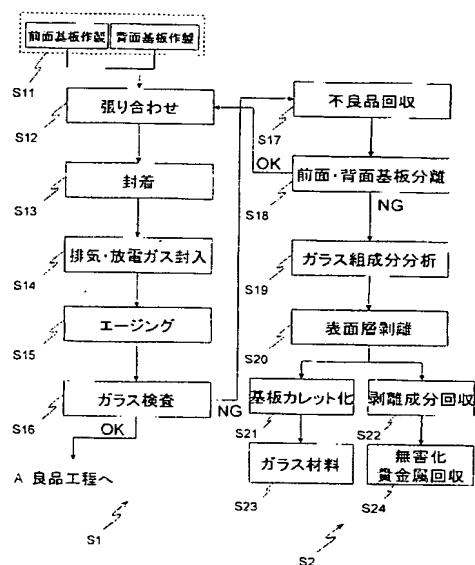 前面基板作製
背面基板作製
S11
張り合わせ
S12
封着
S13
排気・放電ガス封入
S14
エージング
S15
ガラス検査
S16
NG
OK
A 良品工程へ
S1
不良品回収
S17
OK
前面・背面基板分離
S18
NG
ガラス組成分分析
S19
表面層剥離
S20
基板カレット化
剥離成分回収
S21
S22
ガラス材料
無害化
貴金属回収
S23
S24
S2